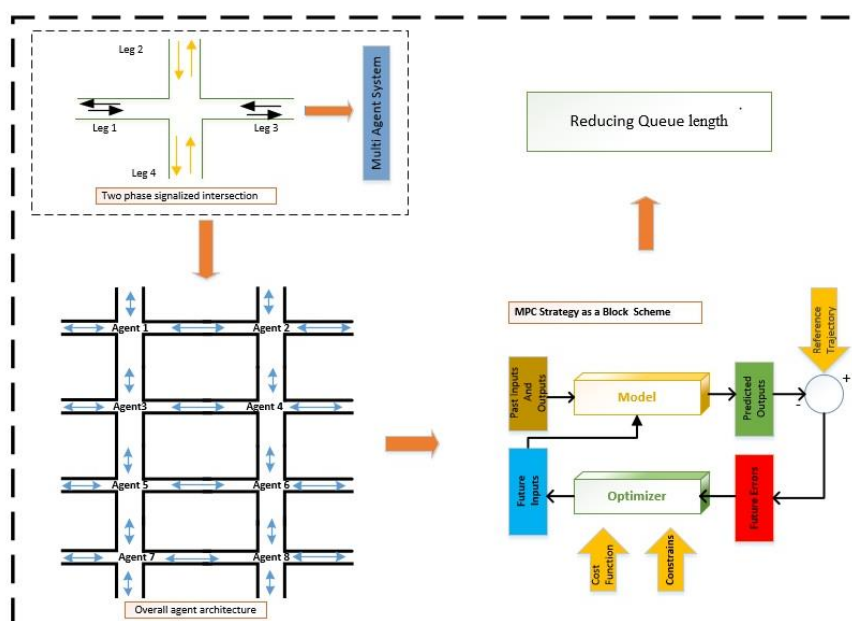 Leg 2
Leg 1
Leg 3
Leg 4
Two phase signalized intersection
Multi Agent System
Reducing Queue length
Agent 1
Agent 2
Agent3
Agent 4
Agent 5
Agent 6
Agent 7
Agent 8
Overall agent architecture
MPC Strategy as a Block Scheme
Reference
Trajectory
Past Inputs
And
Outputs
Model
Predicted
Outputs
+
-
Future
Inputs
Optimizer
Future Errors
Cost
Function
Constrains